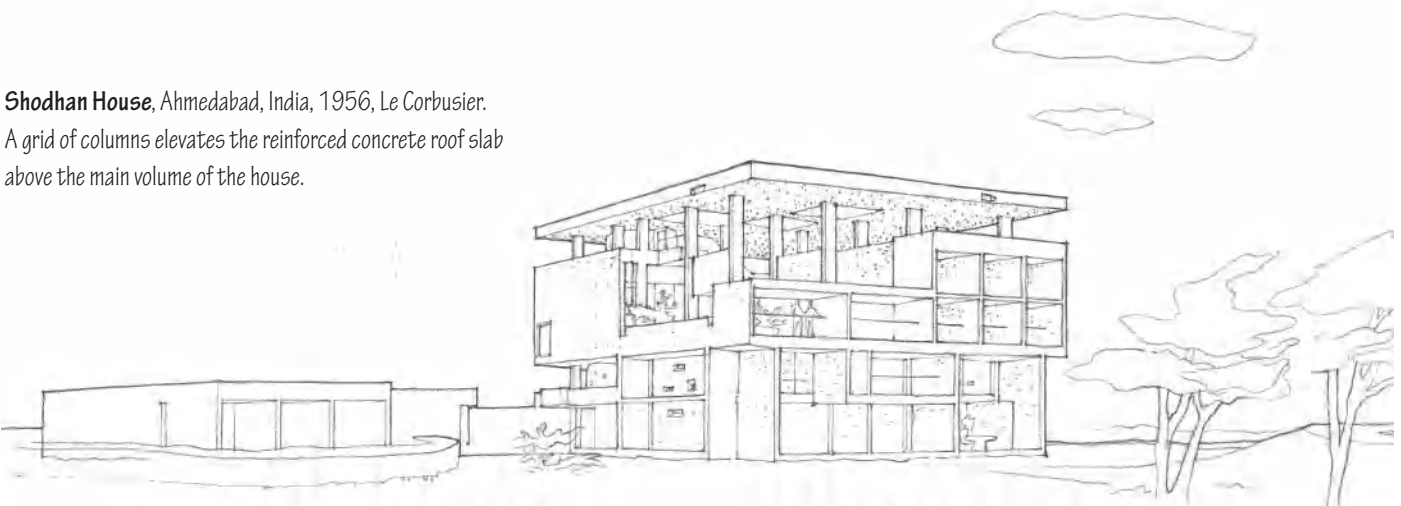 Shodhan House, Ahmedabad, India, 1956, Le Corbusier.
A grid of columns elevates the reinforced concrete roof slab
above the main volume of the house.